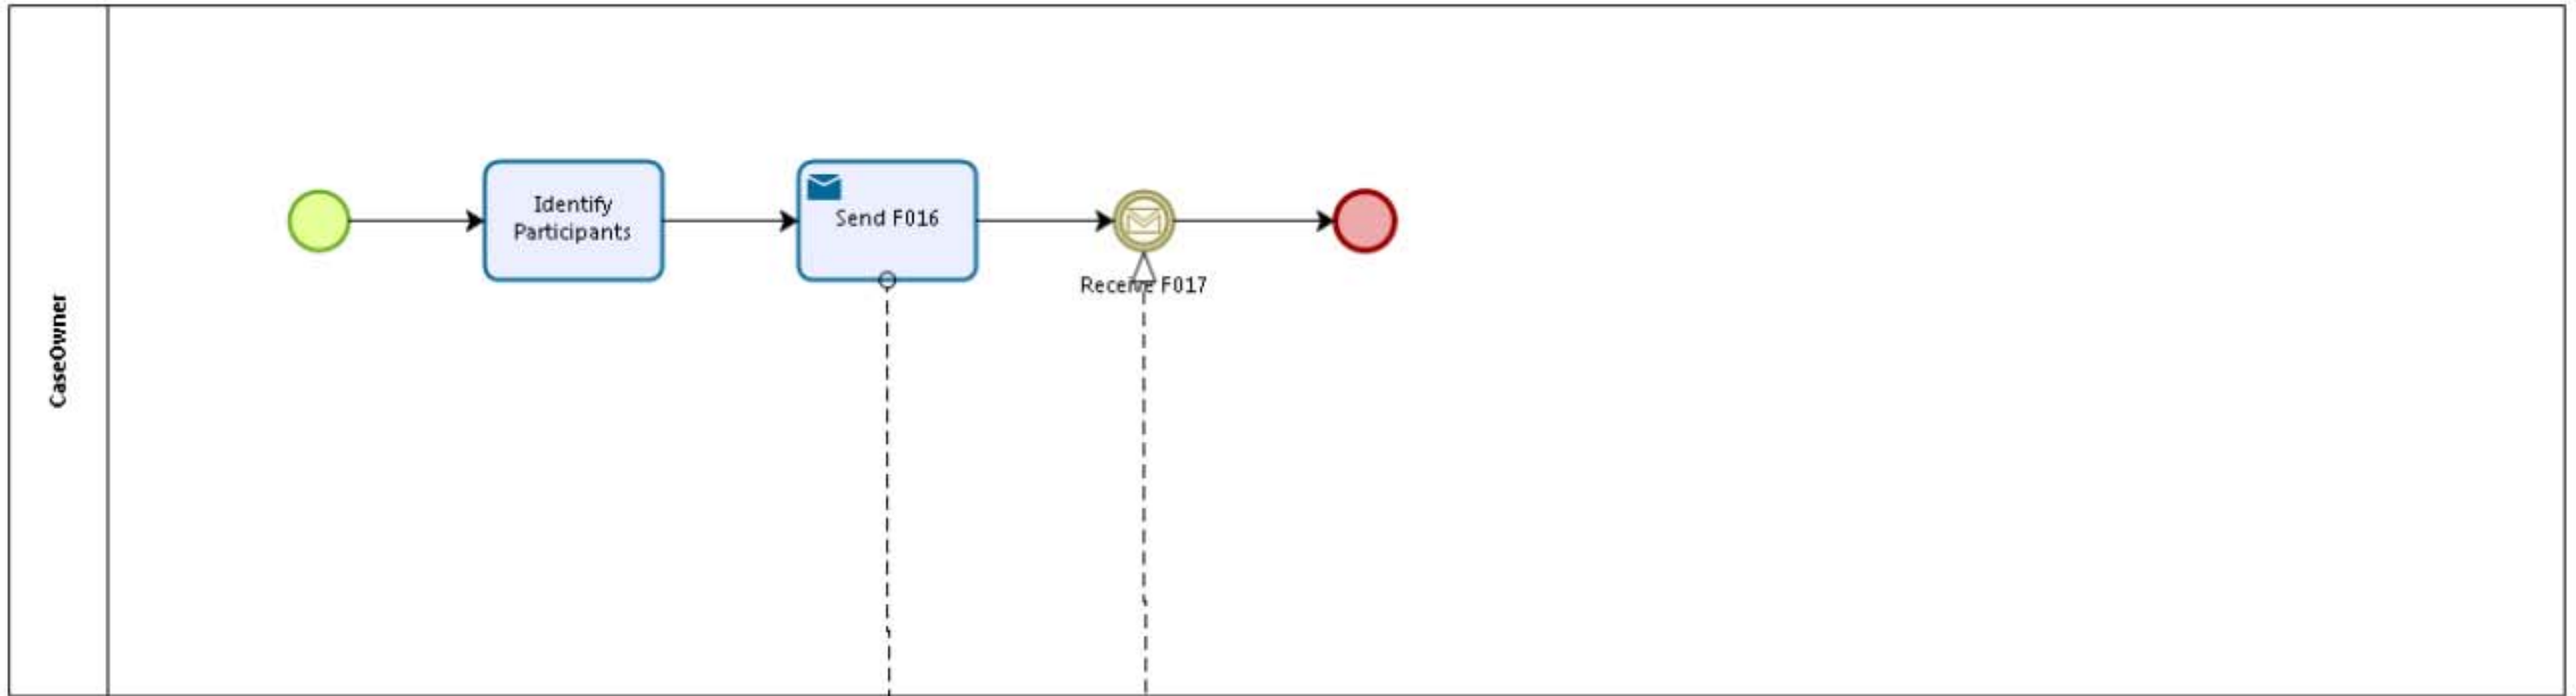 CaseOwner
Identify
Participants
Send F016
Receive F017